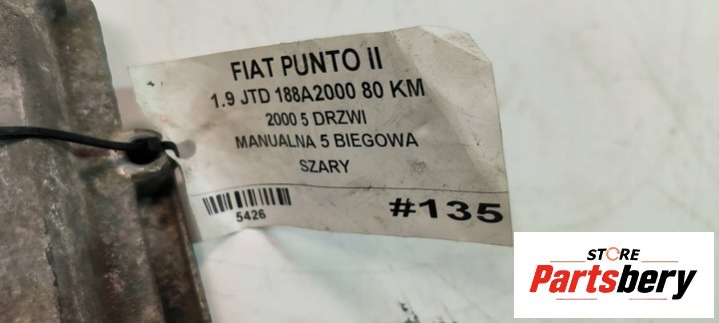 FIAT PUNTO II
1.9 JTD 188A2000 80 KM
2000 5 DRZWI
MANUALNA 5 BIEGOWA
SZARY
5426
#135
STORE
Partsbery